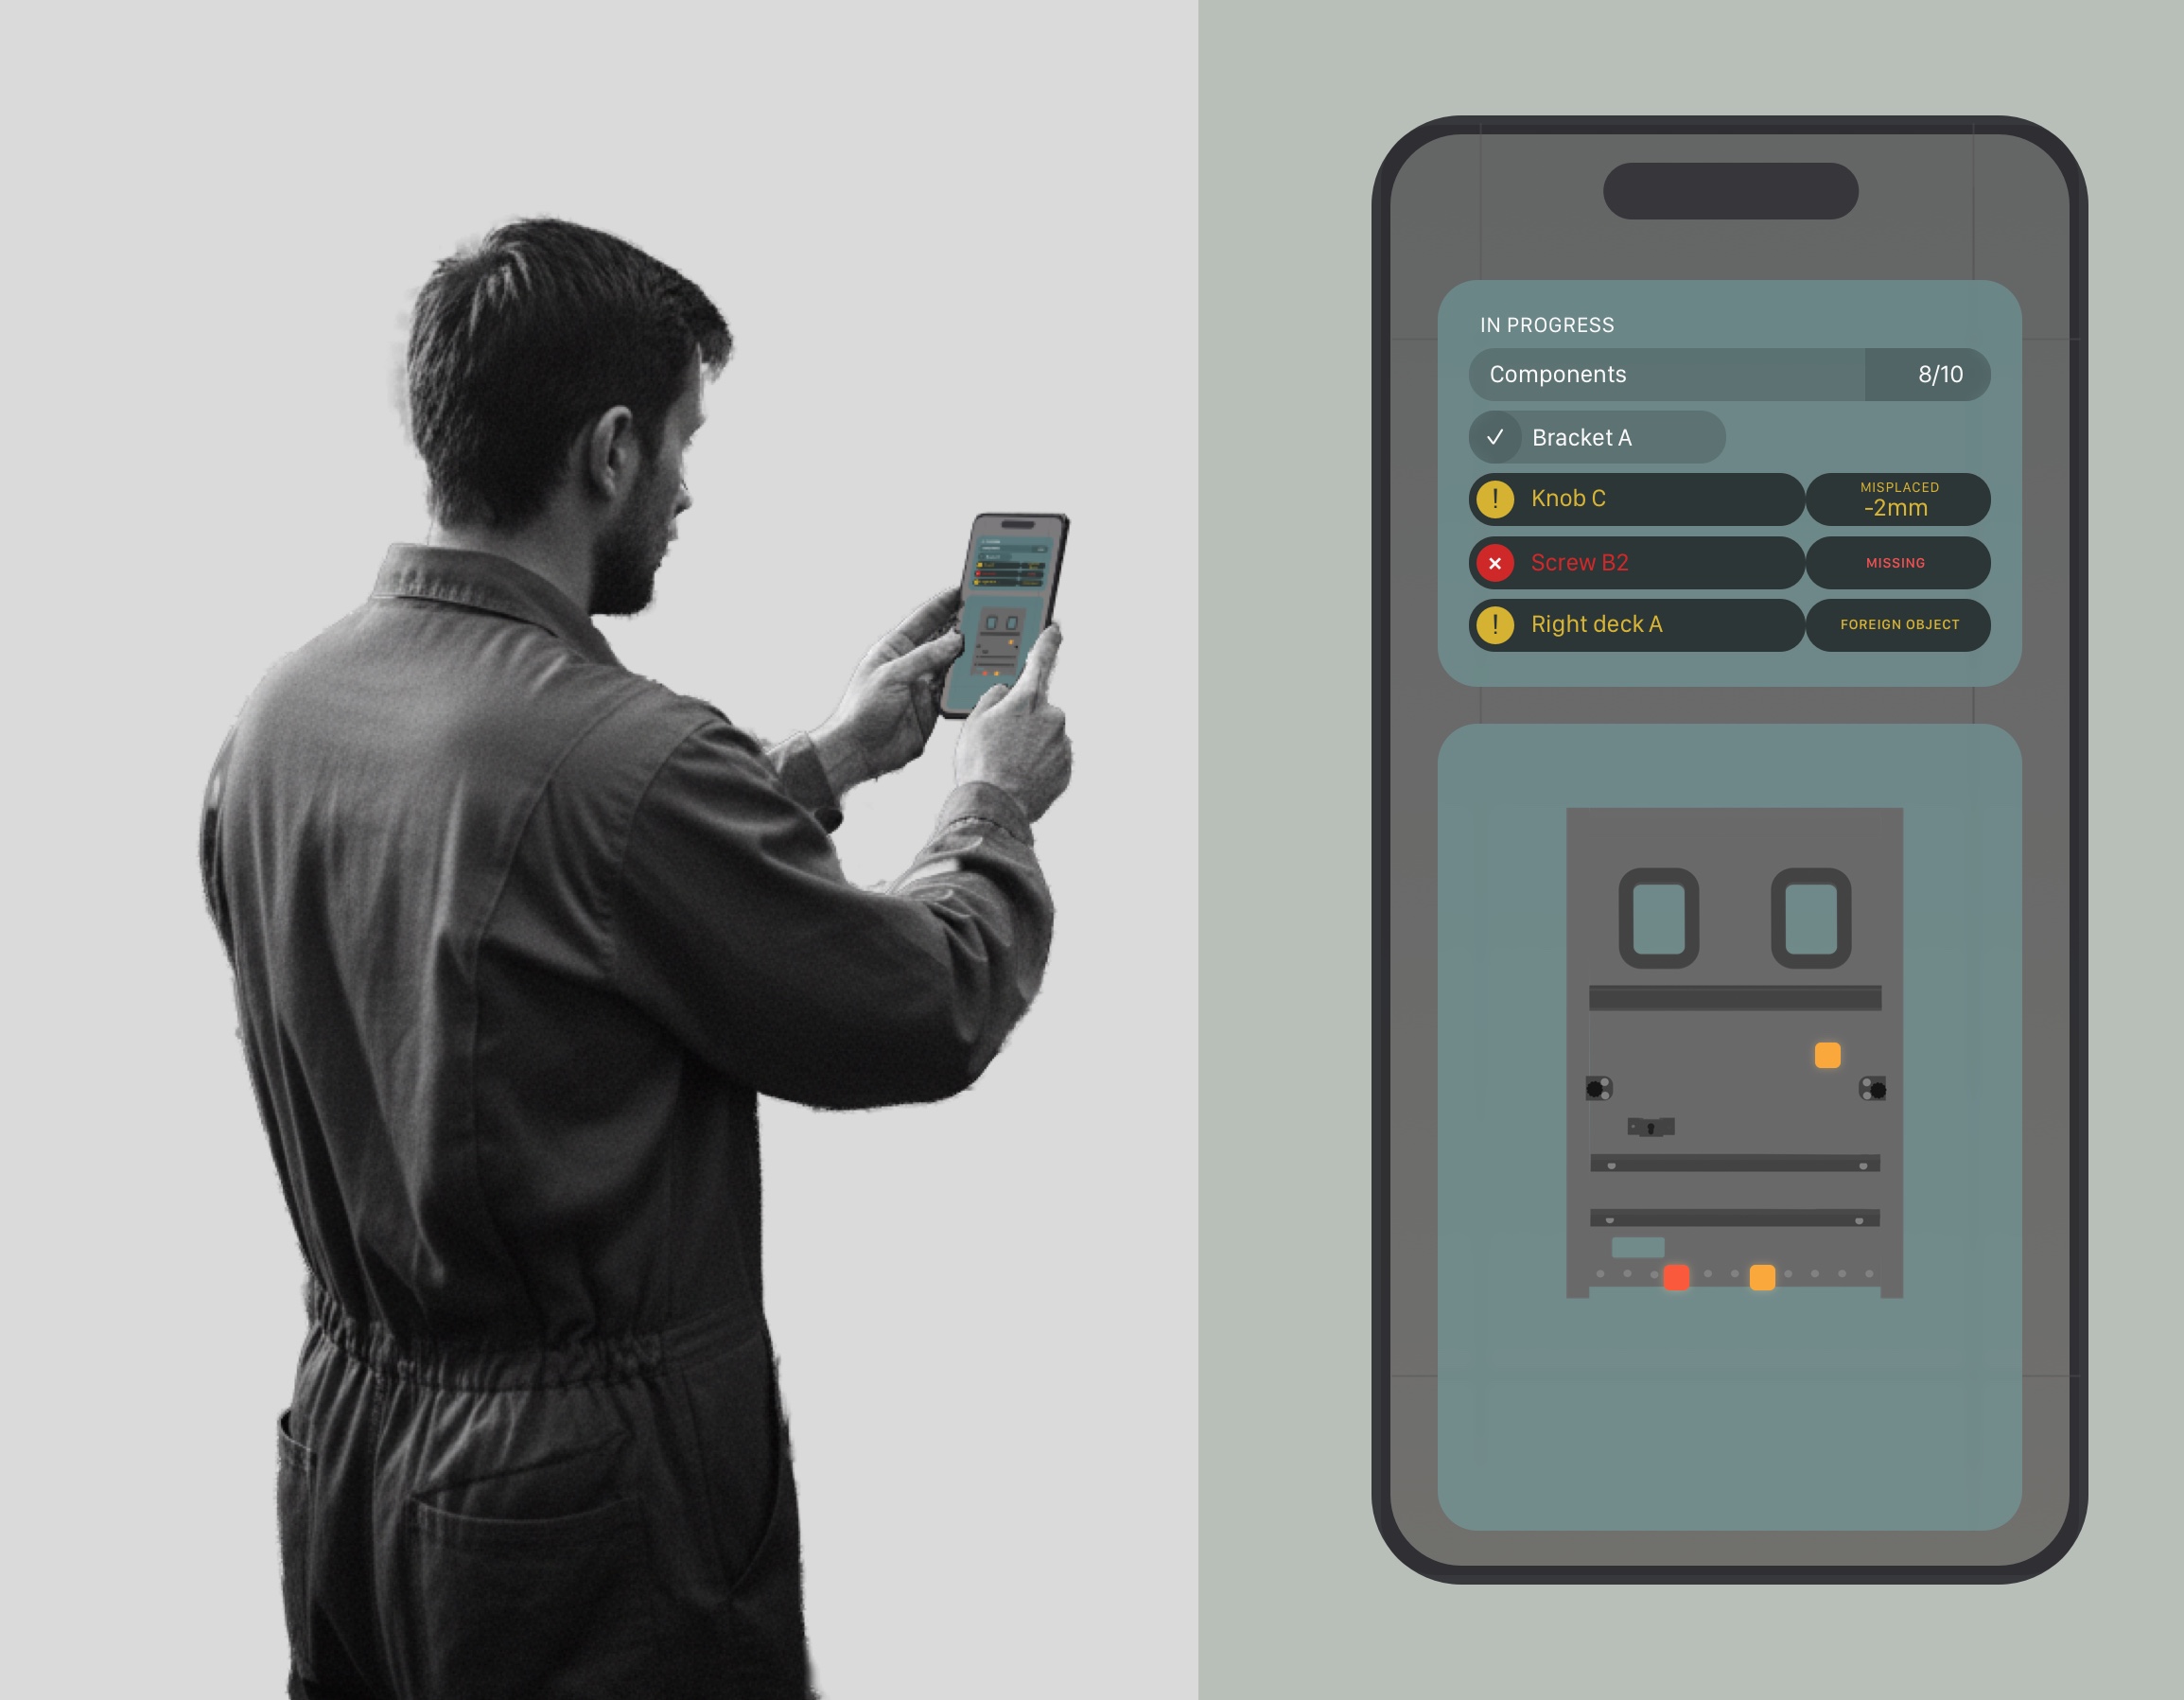 IN PROGRESS
Components 8/10
Bracket A
Knob C MISPLACED -2mm
Screw B2 MISSING
Right deck A FOREIGN OBJECT